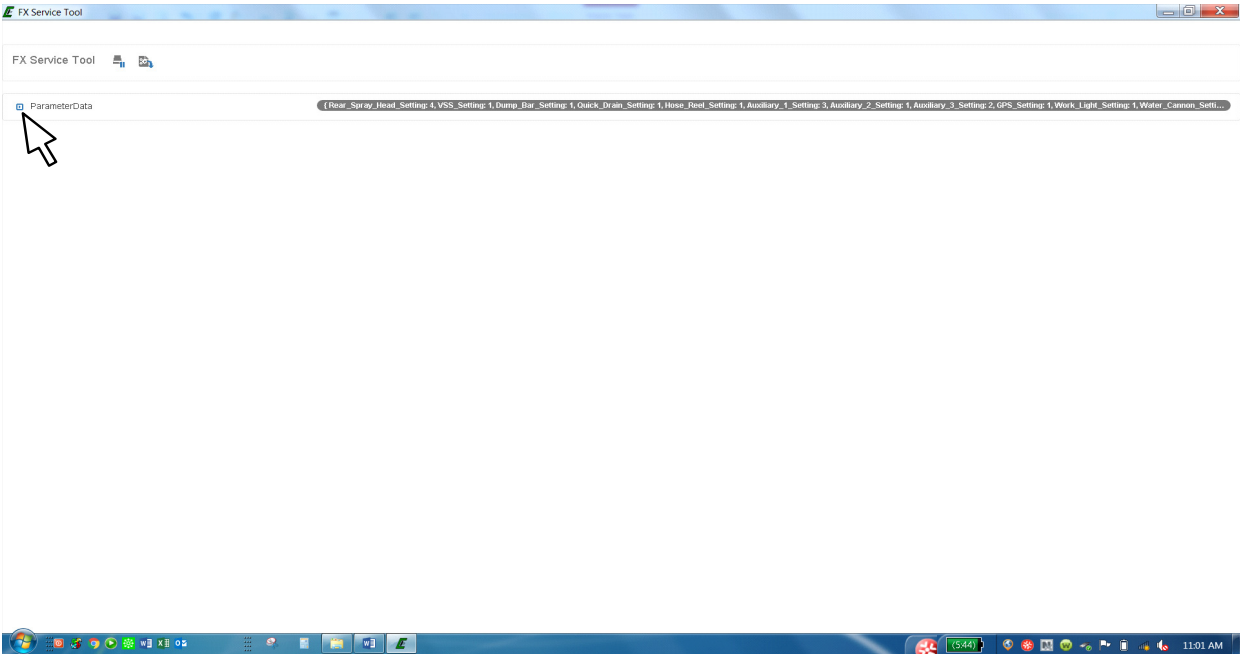 FX Service Tool
FX Service Tool
ParameterData
{ Rear_Spray_Head_Setting: 4, VSS_Setting: 1, Dump_Bar_Setting: 1, Quick_Drain_Setting: 1, Hose_Reel_Setting: 1, Auxiliary_1_Setting: 3, Auxiliary_2_Setting: 1, Auxiliary_3_Setting: 2, GPS_Setting: 1, Work_Light_Setting: 1, Water_Cannon_Setti...
(5:44)
11:01 AM